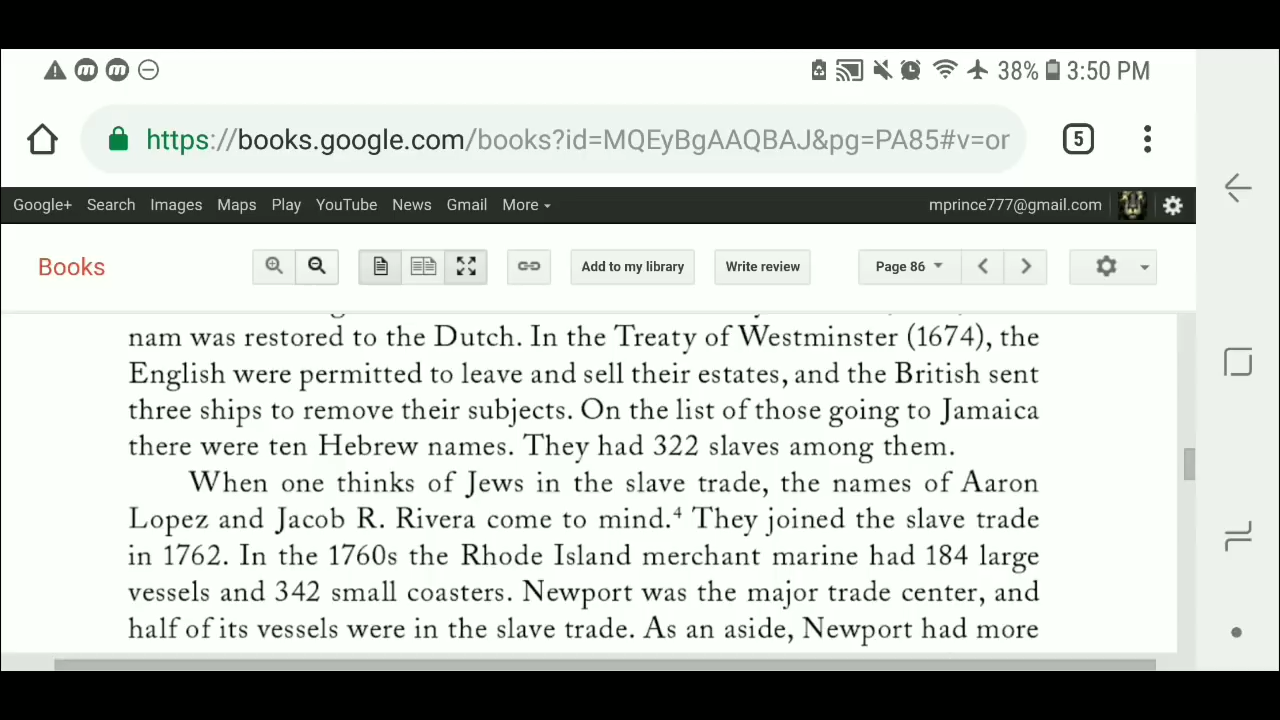 38% 3:50 PM
https://books.google.com/books?id=MQEyBgAAQBAJ&pg=PA85#v=or 5
Google+ Search Images Maps Play YouTube News Gmail More mprince777@gmail.com
Books Add to my library Write review Page 86
nam was restored to the Dutch. In the Treaty of Westminster (1674), the
English were permitted to leave and sell their estates, and the British sent
three ships to remove their subjects. On the list of those going to Jamaica
there were ten Hebrew names. They had 322 slaves among them.
When one thinks of Jews in the slave trade, the names of Aaron
Lopez and Jacob R. Rivera come to mind.⁴ They joined the slave trade
in 1762. In the 1760s the Rhode Island merchant marine had 184 large
vessels and 342 small coasters. Newport was the major trade center, and
half of its vessels were in the slave trade. As an aside, Newport had more